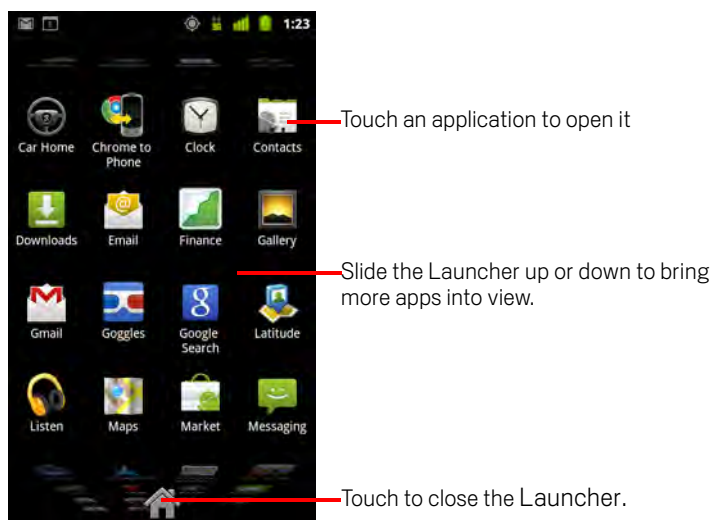 1:23
Car Home
Chrome to
Phone
Clock
Contacts
Touch an application to open it
Downloads
Email
Finance
Gallery
Slide the Launcher up or down to bring
more apps into view.
Gmail
Goggles
Google
Search
Latitude
Listen
Maps
Market
Messaging
Touch to close the Launcher.